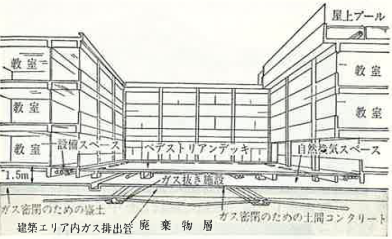 屋上プール
教室
教室
教室
教室
教室
教室
設備スペース
ペデストリアンデッキ
自然換気スペース
1.5m
ガス抜き施設
ガス密閉のための盛土
ガス密閉のための土間コンクリート
建築エリア内ガス排出管
廃棄物層